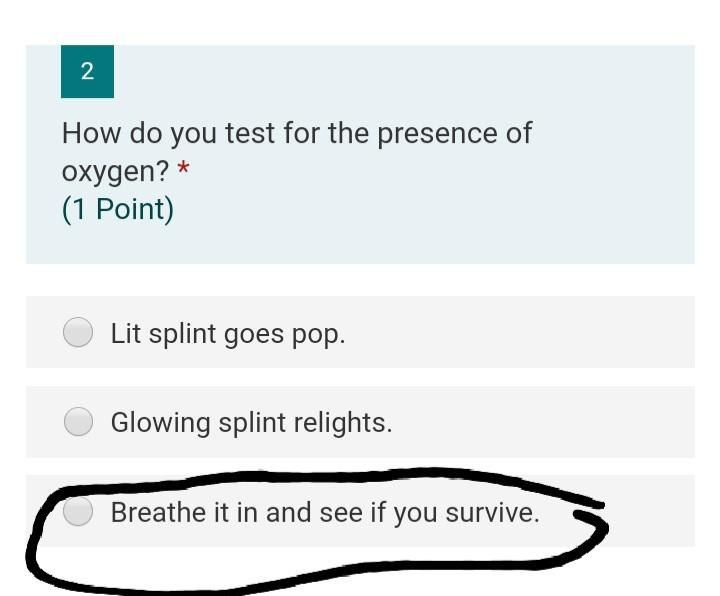 2
How do you test for the presence of
oxygen? *
(1 Point)
Lit splint goes pop.
Glowing splint relights.
Breathe it in and see if you survive.